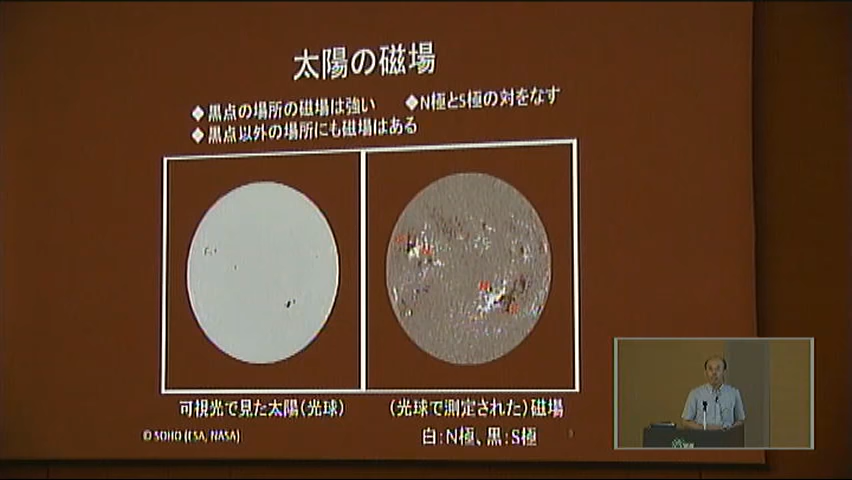 太陽の磁場
◆黒点の場所の磁場は強い ◆N極とS極の対をなす
◆黒点以外の場所にも磁場はある
可視光で見た太陽(光球)
(光球で測定された)磁場
© SOHO (ESA, NASA)
白:N極、黒:S極